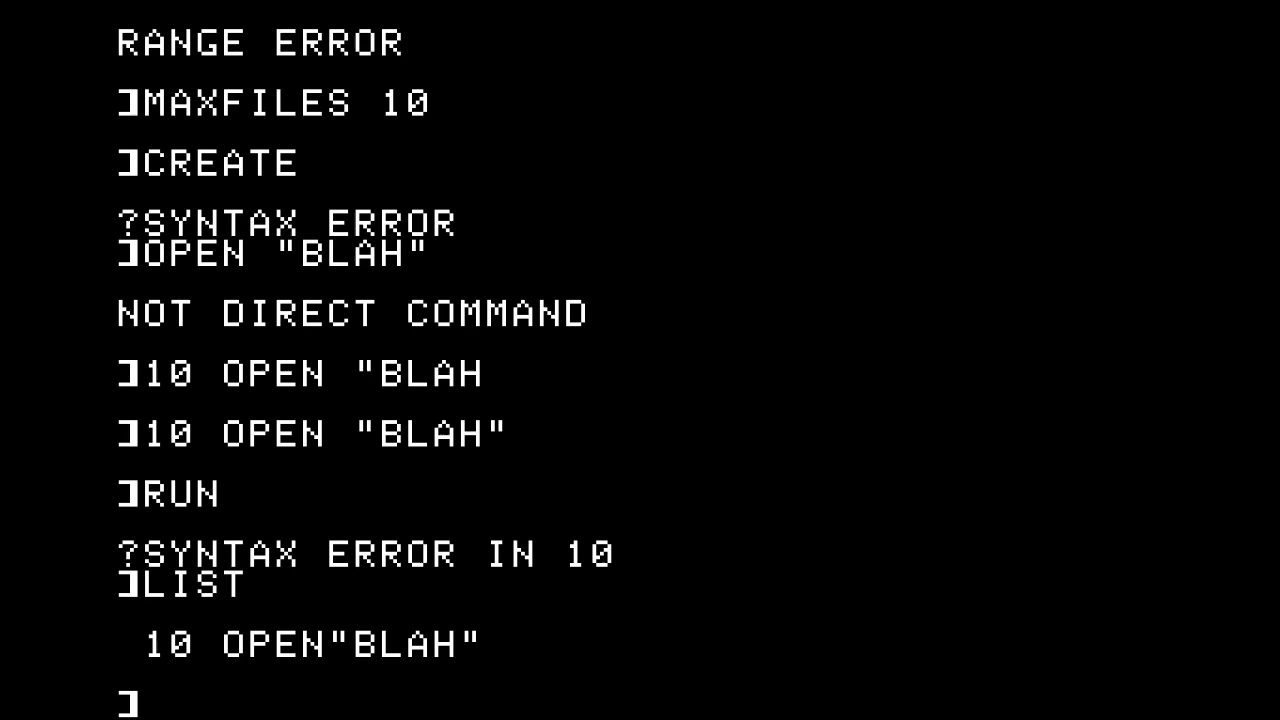 RANGE ERROR
]MAXFILES 10
]CREATE
?SYNTAX ERROR
]OPEN "BLAH"
NOT DIRECT COMMAND
]10 OPEN "BLAH
]10 OPEN "BLAH"
]RUN
?SYNTAX ERROR IN 10
]LIST
 10 OPEN"BLAH"
]